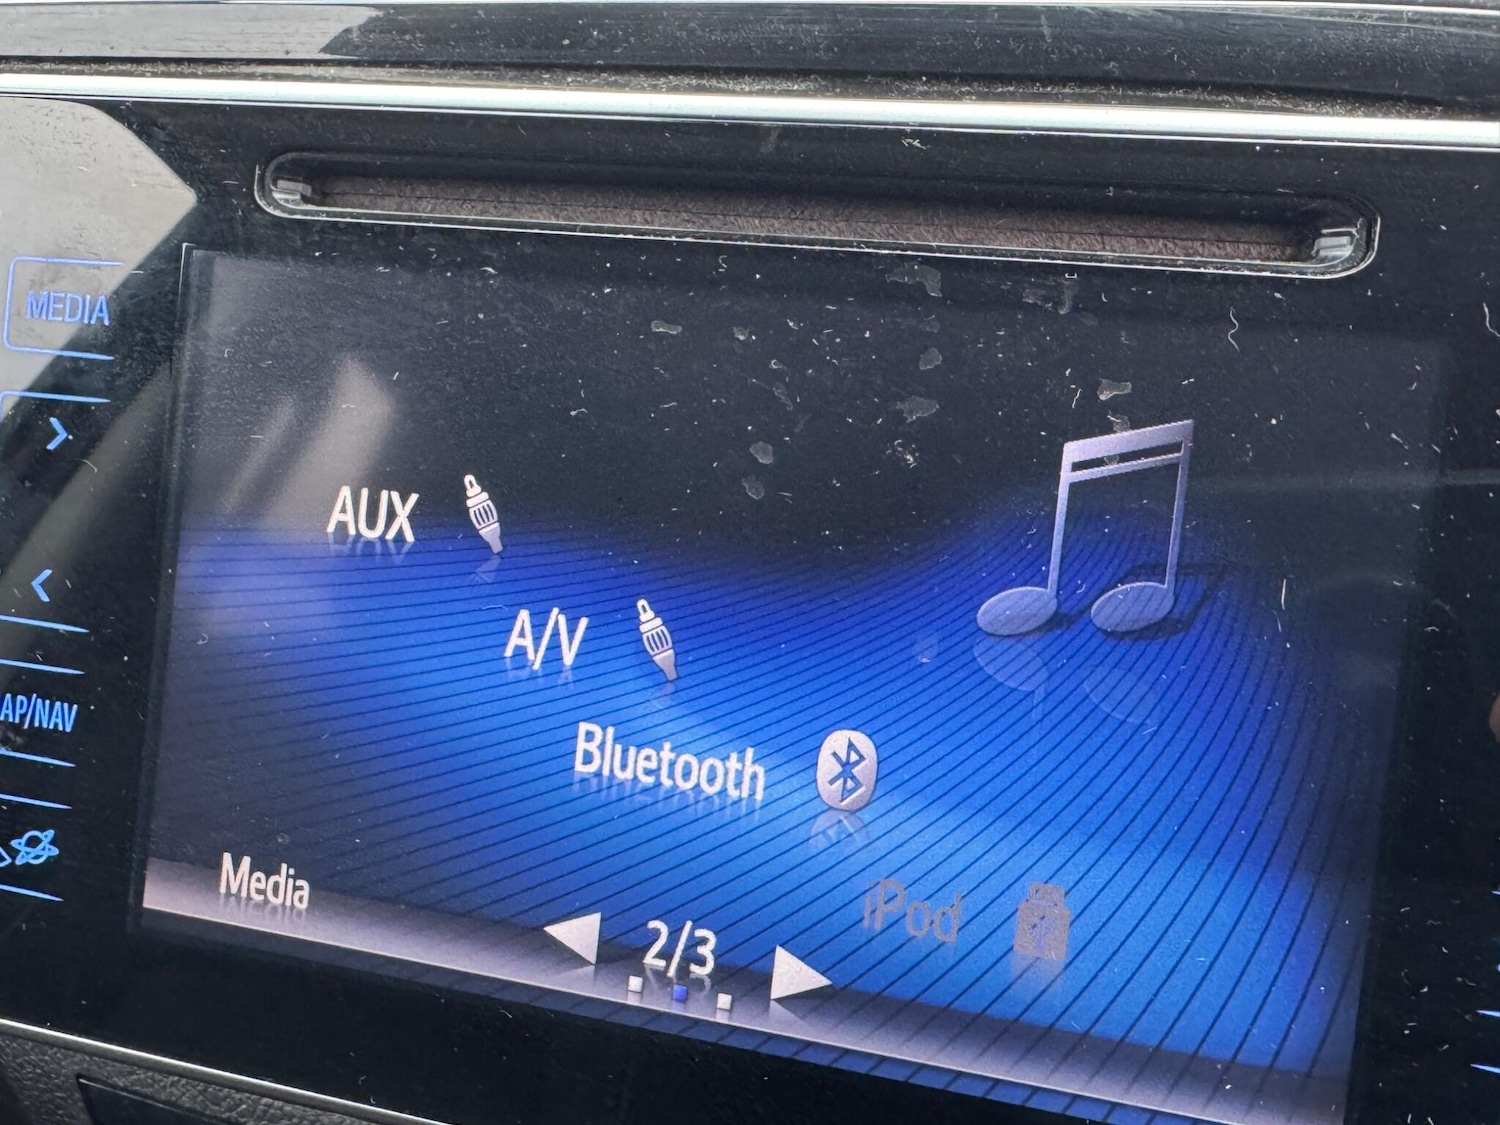 MEDIA
AUX
A/V
AP/NAV
Bluetooth
Media
iPod
2/3